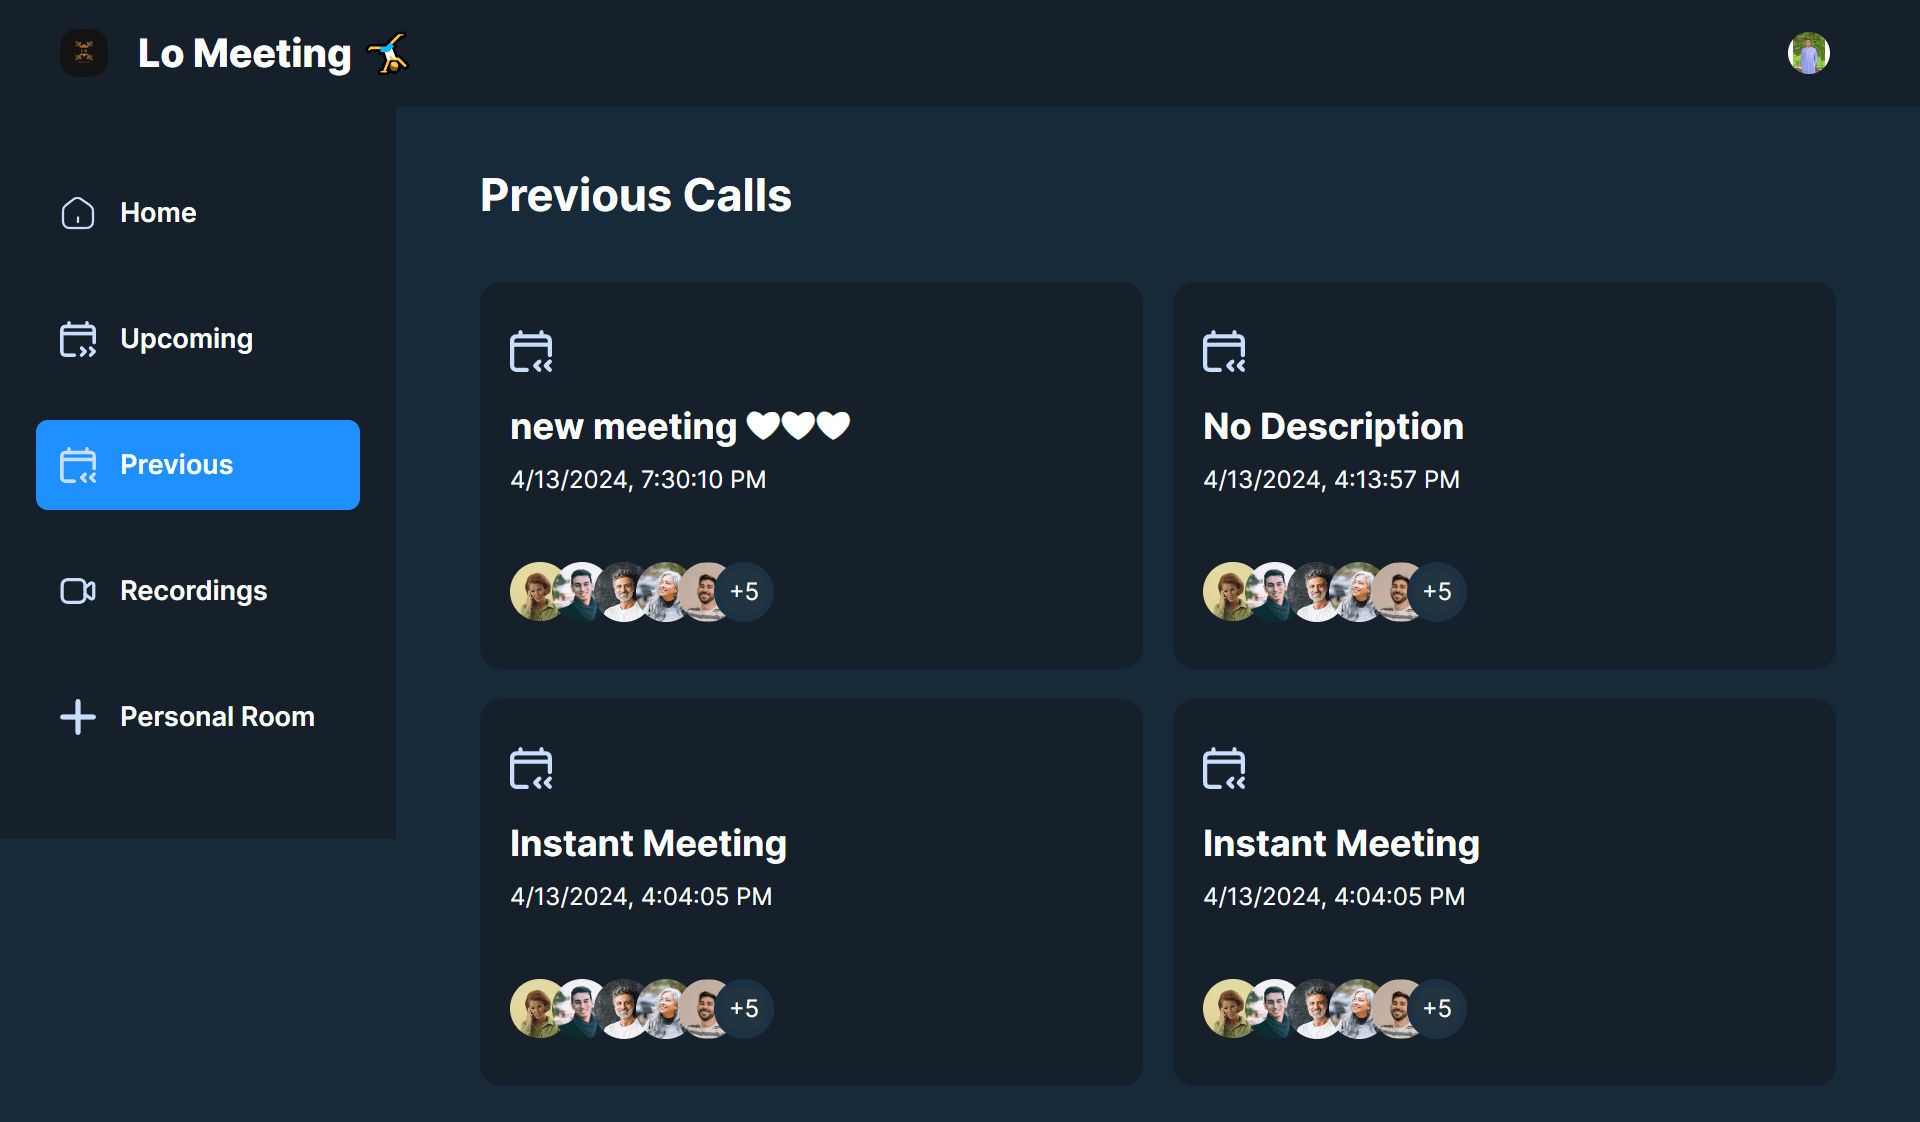 Lo Meeting 🤸
Home
Upcoming
Previous
Recordings
Personal Room
Previous Calls
new meeting 🤍🤍🤍
4/13/2024, 7:30:10 PM
+5
No Description
4/13/2024, 4:13:57 PM
+5
Instant Meeting
4/13/2024, 4:04:05 PM
+5
Instant Meeting
4/13/2024, 4:04:05 PM
+5